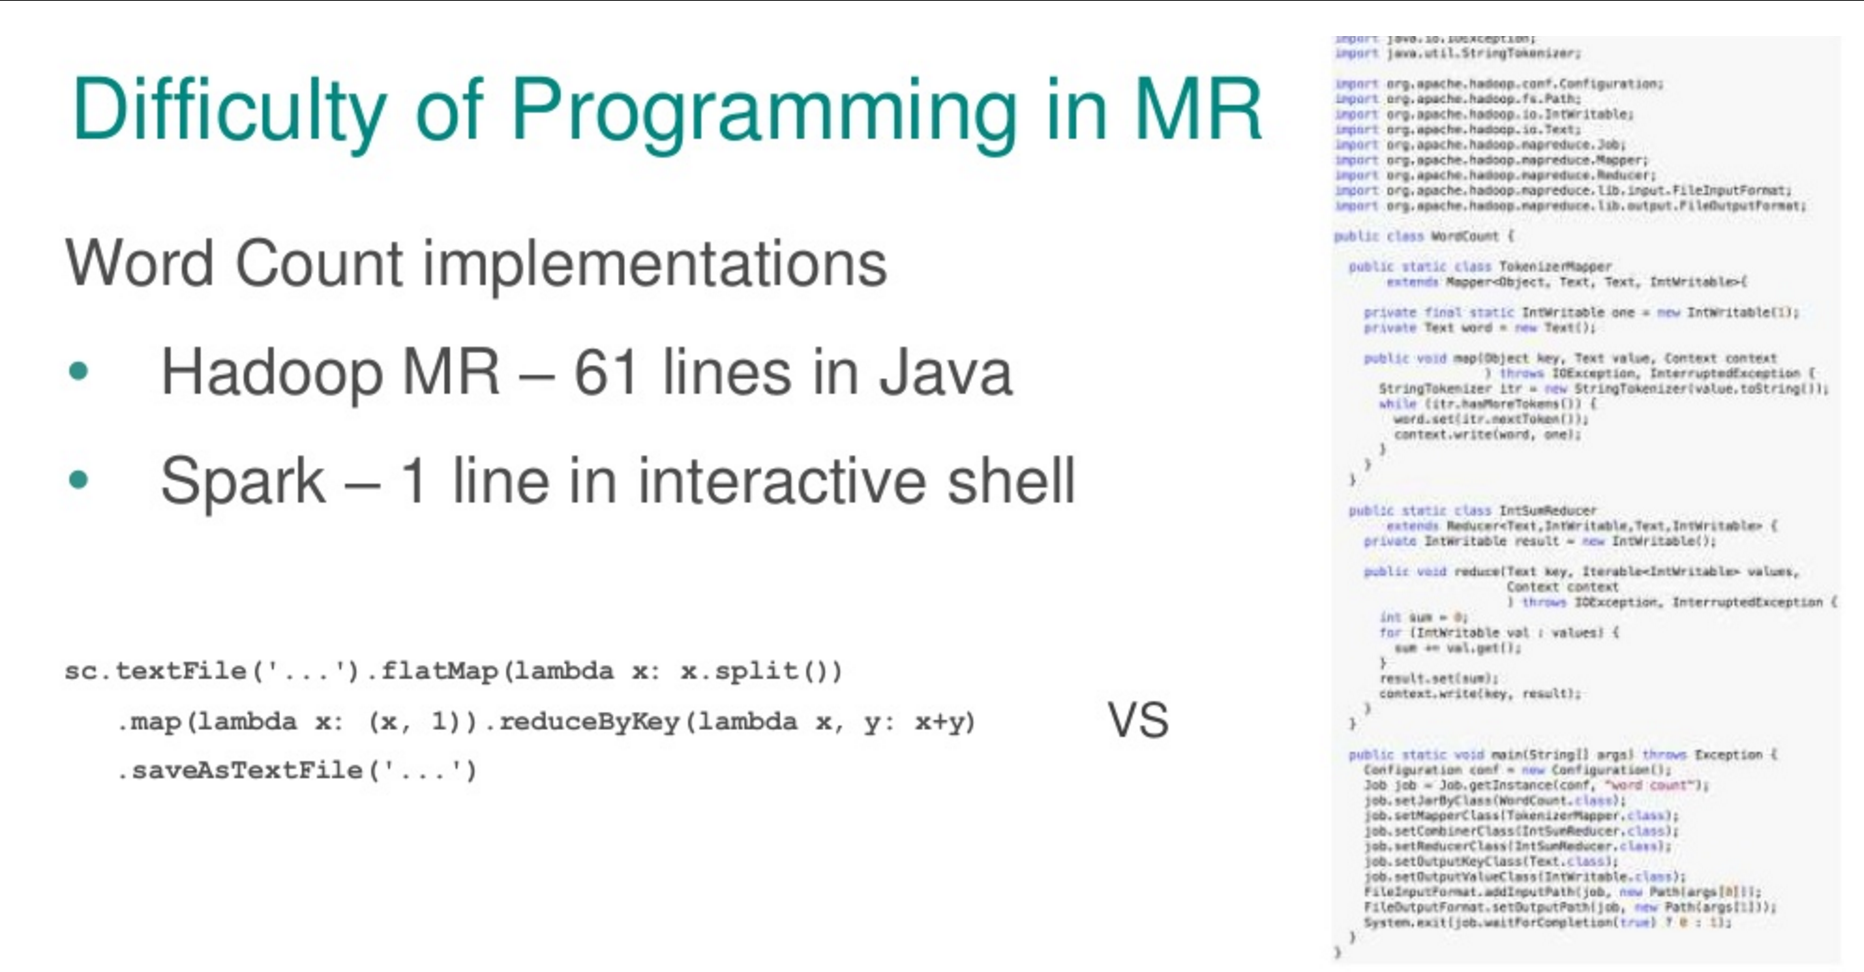 Difficulty of Programming in MR
Word Count implementations
• Hadoop MR – 61 lines in Java
• Spark – 1 line in interactive shell
sc.textFile('...').flatMap(lambda x: x.split())
   .map(lambda x: (x, 1)).reduceByKey(lambda x, y: x+y)
   .saveAsTextFile('...')
VS
import java.io.IOException;
import java.util.StringTokenizer;
import org.apache.hadoop.conf.Configuration;
import org.apache.hadoop.fs.Path;
import org.apache.hadoop.io.IntWritable;
import org.apache.hadoop.io.Text;
import org.apache.hadoop.mapreduce.Job;
import org.apache.hadoop.mapreduce.Mapper;
import org.apache.hadoop.mapreduce.Reducer;
import org.apache.hadoop.mapreduce.lib.input.FileInputFormat;
import org.apache.hadoop.mapreduce.lib.output.FileOutputFormat;
public class WordCount {
  public static class TokenizerMapper
       extends Mapper<Object, Text, Text, IntWritable>{
    private final static IntWritable one = new IntWritable(1);
    private Text word = new Text();
    public void map(Object key, Text value, Context context
                    ) throws IOException, InterruptedException {
      StringTokenizer itr = new StringTokenizer(value.toString());
      while (itr.hasMoreTokens()) {
        word.set(itr.nextToken());
        context.write(word, one);
      }
    }
  }
  public static class IntSumReducer
       extends Reducer<Text,IntWritable,Text,IntWritable> {
    private IntWritable result = new IntWritable();
    public void reduce(Text key, Iterable<IntWritable> values,
                       Context context
                       ) throws IOException, InterruptedException {
      int sum = 0;
      for (IntWritable val : values) {
        sum += val.get();
      }
      result.set(sum);
      context.write(key, result);
    }
  }
  public static void main(String[] args) throws Exception {
    Configuration conf = new Configuration();
    Job job = Job.getInstance(conf, "word count");
    job.setJarByClass(WordCount.class);
    job.setMapperClass(TokenizerMapper.class);
    job.setCombinerClass(IntSumReducer.class);
    job.setReducerClass(IntSumReducer.class);
    job.setOutputKeyClass(Text.class);
    job.setOutputValueClass(IntWritable.class);
    FileInputFormat.addInputPath(job, new Path(args[0]));
    FileOutputFormat.setOutputPath(job, new Path(args[1]));
    System.exit(job.waitForCompletion(true) ? 0 : 1);
  }
}